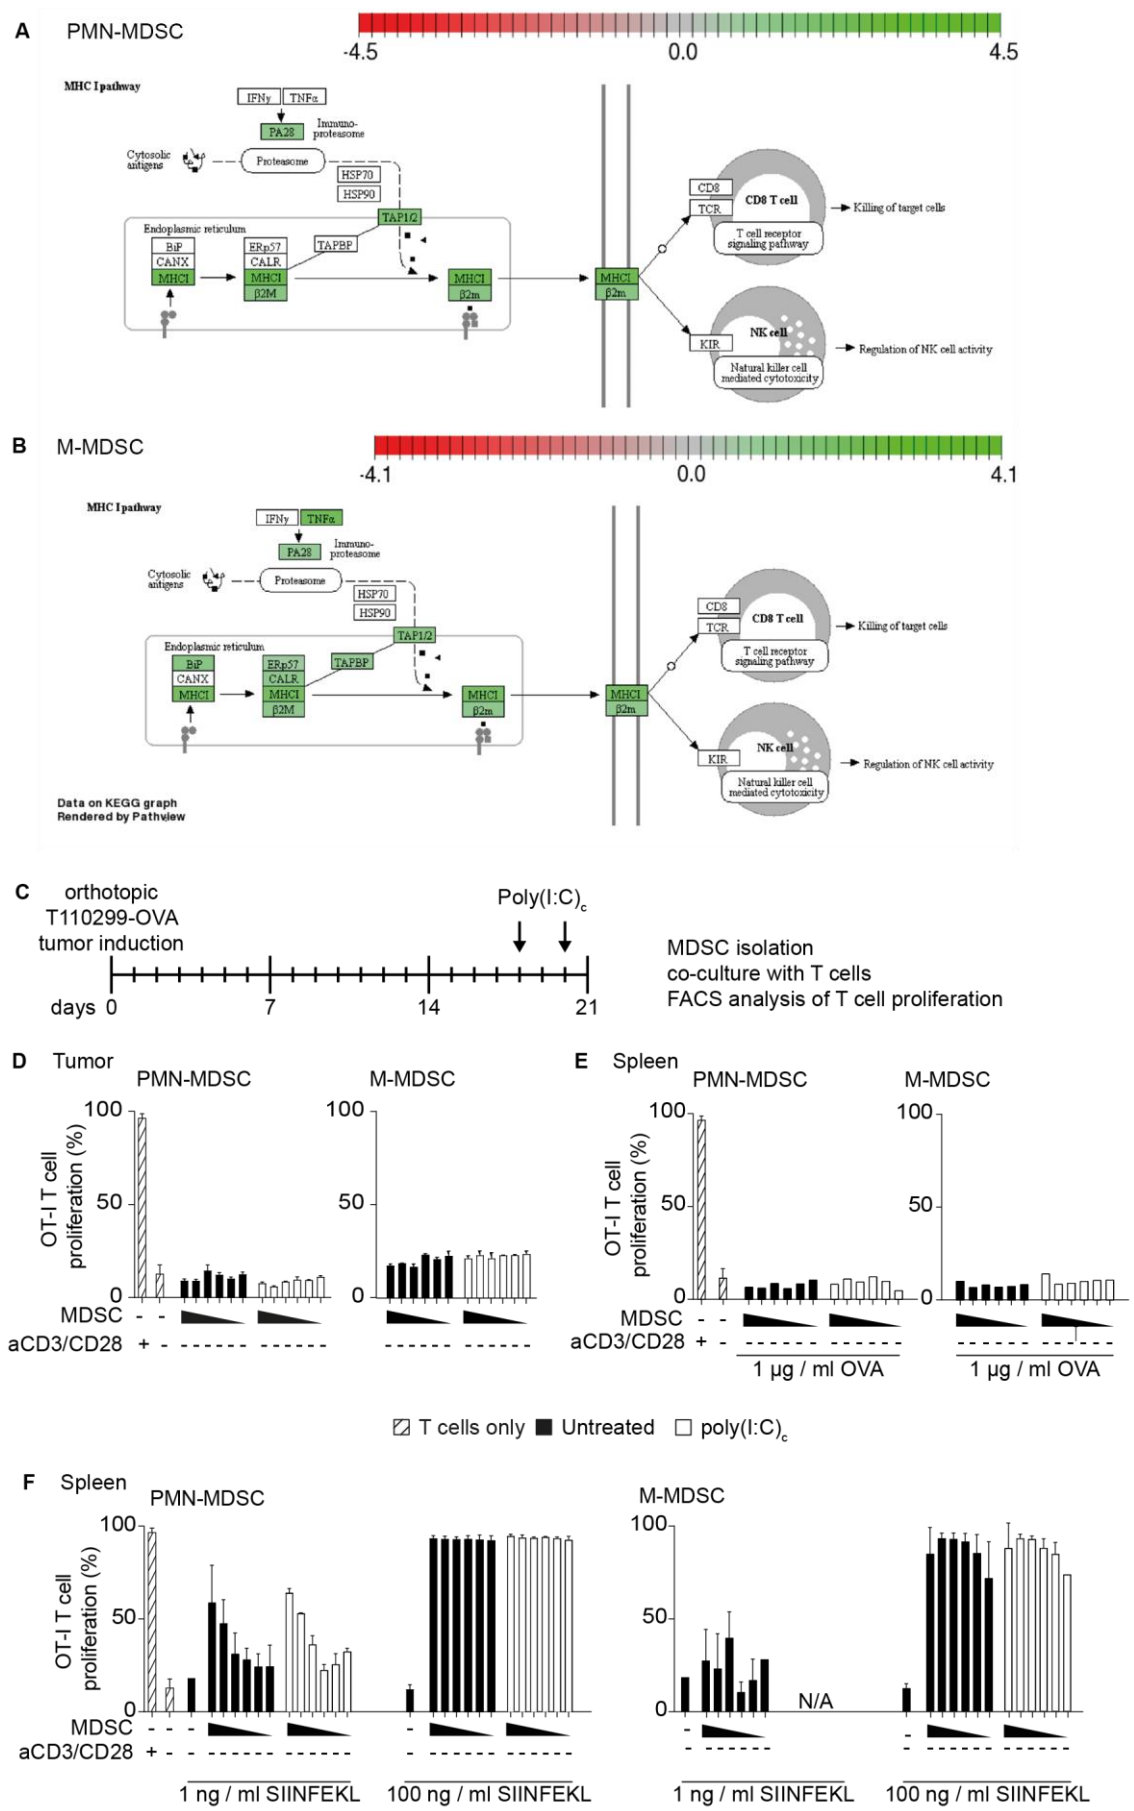 A PMN-MDSC
-4.5 0.0 4.5
MHC I pathway
IFNγ TNFα
PA28
Immuno-
proteasome
Cytosolic
antigens
Proteasome
HSP70
HSP90
TAP1/2
Endoplasmic reticulum
BiP
CANX
MHCI
ERp57
CALR
MHCI
β2M
TAPBP
MHCI
β2m
MHCI
β2m
CD8
TCR
CD8 T cell
T cell receptor
signaling pathway
Killing of target cells
KIR
NK cell
Natural killer cell
mediated cytotoxicity
Regulation of NK cell activity
B M-MDSC
-4.1 0.0 4.1
MHC I pathway
IFNγ TNFα
PA28
Immuno-
proteasome
Cytosolic
antigens
Proteasome
HSP70
HSP90
TAP1/2
Endoplasmic reticulum
BiP
CANX
MHCI
ERp57
CALR
MHCI
β2M
TAPBP
MHCI
β2m
MHCI
β2m
CD8
TCR
CD8 T cell
T cell receptor
signaling pathway
Killing of target cells
KIR
NK cell
Natural killer cell
mediated cytotoxicity
Regulation of NK cell activity
Data on KEGG graph
Rendered by Pathview
C orthotopic
T110299-OVA
tumor induction
Poly(I:C)c
days 0 7 14 21
MDSC isolation
co-culture with T cells
FACS analysis of T cell proliferation
D Tumor
PMN-MDSC M-MDSC
OT-I T cell
proliferation (%)
100
50
0
100
50
0
MDSC - -
aCD3/CD28 + - - - - - - - - - - - - - - - - - - - - - - - - -
E Spleen
PMN-MDSC M-MDSC
OT-I T cell
proliferation (%)
100
50
0
100
50
0
MDSC - -
aCD3/CD28 + - - - - - - - - - - - - - - - - - - - - - - - - -
1 µg / ml OVA 1 µg / ml OVA
T cells only Untreated poly(I:C)c
F Spleen
PMN-MDSC M-MDSC
OT-I T cell
proliferation (%)
100
50
0
100
50
0
N/A
MDSC - - - - - -
aCD3/CD28 + - - - - - - - - - - - - - - - - - - - - - - - - - - - - - - - - - - - - - - - - - - - - - - -
1 ng / ml SIINFEKL 100 ng / ml SIINFEKL 1 ng / ml SIINFEKL 100 ng / ml SIINFEKL